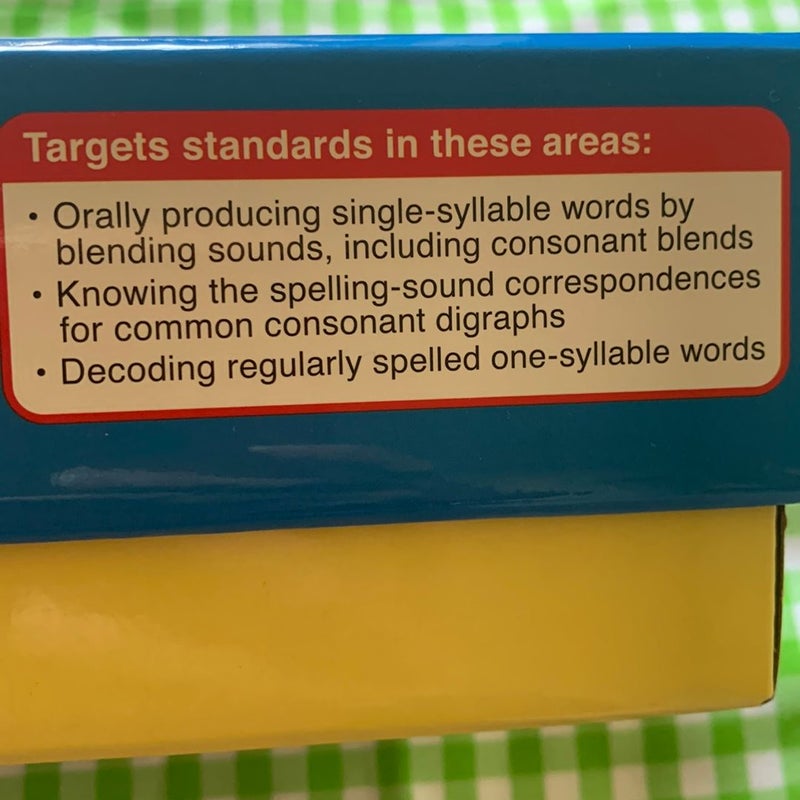 Targets standards in these areas:
• Orally producing single-syllable words by
blending sounds, including consonant blends
• Knowing the spelling-sound correspondences
for common consonant digraphs
• Decoding regularly spelled one-syllable words